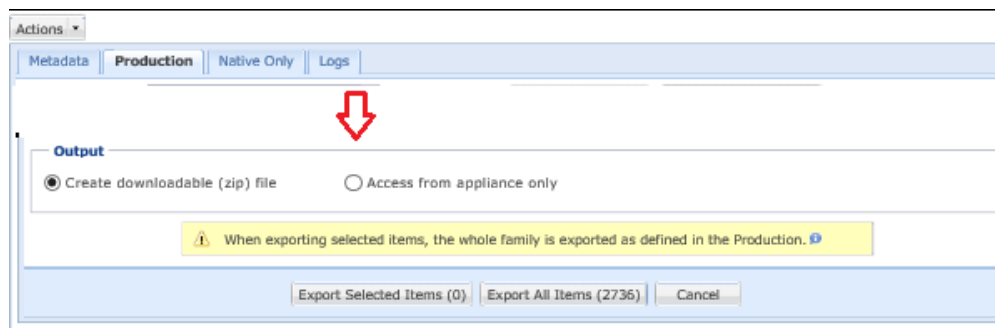 Actions
Metadata Production Native Only Logs
Output
Create downloadable (zip) file Access from appliance only
When exporting selected items, the whole family is exported as defined in the Production.
Export Selected Items (0) Export All Items (2736) Cancel